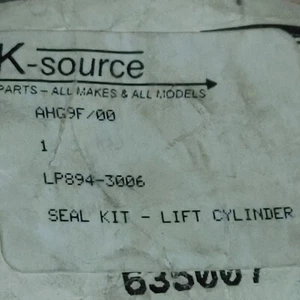 K-source
PARTS - ALL MAKES & ALL MODELS
AHG9F/00
1
LP894-3006
SEAL KIT - LIFT CYLINDER
635007